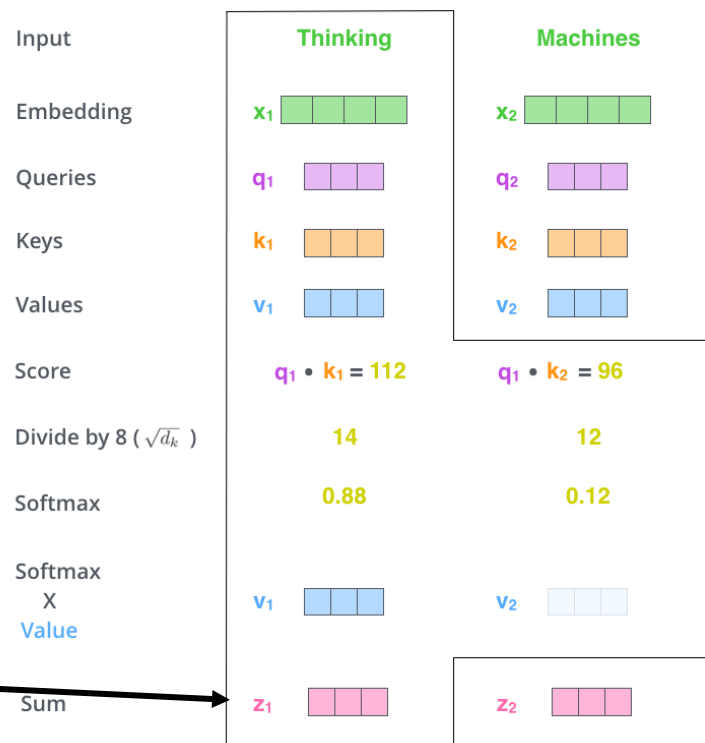 Input Thinking Machines
Embedding x₁ x₂
Queries q₁ q₂
Keys k₁ k₂
Values v₁ v₂
Score q₁ • k₁ = 112 q₁ • k₂ = 96
Divide by 8 ( √dₖ ) 14 12
Softmax 0.88 0.12
Softmax
X
Value v₁ v₂
Sum z₁ z₂